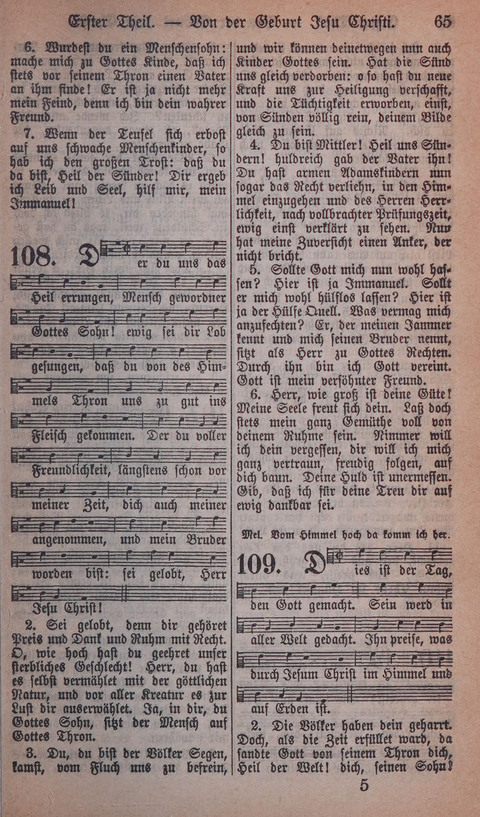 Erster Theil. — Von der Geburt Jesu Christi. 65
6. Wurdest du ein Menschensohn:
mache mich zu Gottes Kinde, daß ich
stets vor seinem Thron einen Vater
an ihm finde! Er ist ja nicht mehr
mein Feind, denn ich bin dein wahrer
Freund.
7. Wenn der Teufel sich erbost
auf uns schwache Menschenkinder, so
hab ich den großen Trost: daß du
da bist, Heil der Sünder! Dir ergeb
ich Leib und Seel, hilf mir, mein
Immanuel!
108. Der du uns das
Heil errungen, Mensch gewordner
Gottes Sohn! ewig sei dir Lob
gesungen, daß du von des Him-
mels Thron uns zu gut ins
Fleisch gekommen. Der du voller
Freundlichkeit, längstens schon vor
meiner Zeit, dich auch meiner
angenommen, und mein Bruder
worden bist: sei gelobt, Herr
Jesu Christ!
2. Sei gelobt, denn dir gehöret
Preis und Dank und Ruhm mit Recht.
O, wie hoch hast du geehret unser
sterbliches Geschlecht! Herr, du hast
es selbst vermählet mit der göttlichen
Natur, und vor aller Kreatur es zur
Lust dir auserwählet. Ja, in dir, du
Gottes Sohn, sitzt der Mensch auf
Gottes Thron.
3. Du, du bist der Völker Segen,
kamst, vom Fluch uns zu befrein,
und wir können deinetwegen nun auch
Kinder Gottes sein. Hat die Sünd
uns gleich verdorben: o so hast du neue
Kraft uns zur Heiligung verschafft,
und die Tüchtigkeit erworben, einst,
von Sünden völlig rein, deinem Bilde
gleich zu sein.
4. Du bist Mittler! Heil uns Sün-
dern! huldreich gab der Vater ihn!
Du hast armen Adamskindern nun
sogar das Recht verliehn, in den Him-
mel einzugehen und des Herren Herr-
lichkeit, nach vollbrachter Prüfungszeit,
ewig einst verklärt zu sehen. Nun
hat meine Zuversicht einen Anker, der
nicht bricht.
5. Sollte Gott mich nun wohl has-
sen? Hier ist ja Immanuel. Sollt
er mich wohl hülflos lassen? Hier ist
ja der Hülfe Quell. Was vermag mich
anzufechten? Er, der meinen Jammer
kennt und mich seinen Bruder nennt,
sitzt als Herr zu Gottes Rechten.
Durch ihn bin ich Gott vereint.
Gott ist mein versöhnter Freund.
6. Herr, wie groß ist deine Güte!
Meine Seele freut sich dein. Laß doch
stets mein ganz Gemüthe voll von
deinem Ruhme sein. Nimmer will
ich dein vergessen, dir will ich mich
ganz vertraun, freudig folgen, auf
dich baun. Deine Huld ist unermessen.
Gib, daß ich für deine Treu dir auf
ewig dankbar sei.
Mel. Vom Himmel hoch da komm ich her.
109. Dies ist der Tag,
den Gott gemacht. Sein werd in
aller Welt gedacht. Ihn preise, was
durch Jesum Christ im Himmel und
auf Erden ist.
2. Die Völker haben dein geharrt.
Doch, als die Zeit erfüllet ward, da
sandte Gott von seinem Thron dich,
Heil der Welt! dich, seinen Sohn!
5